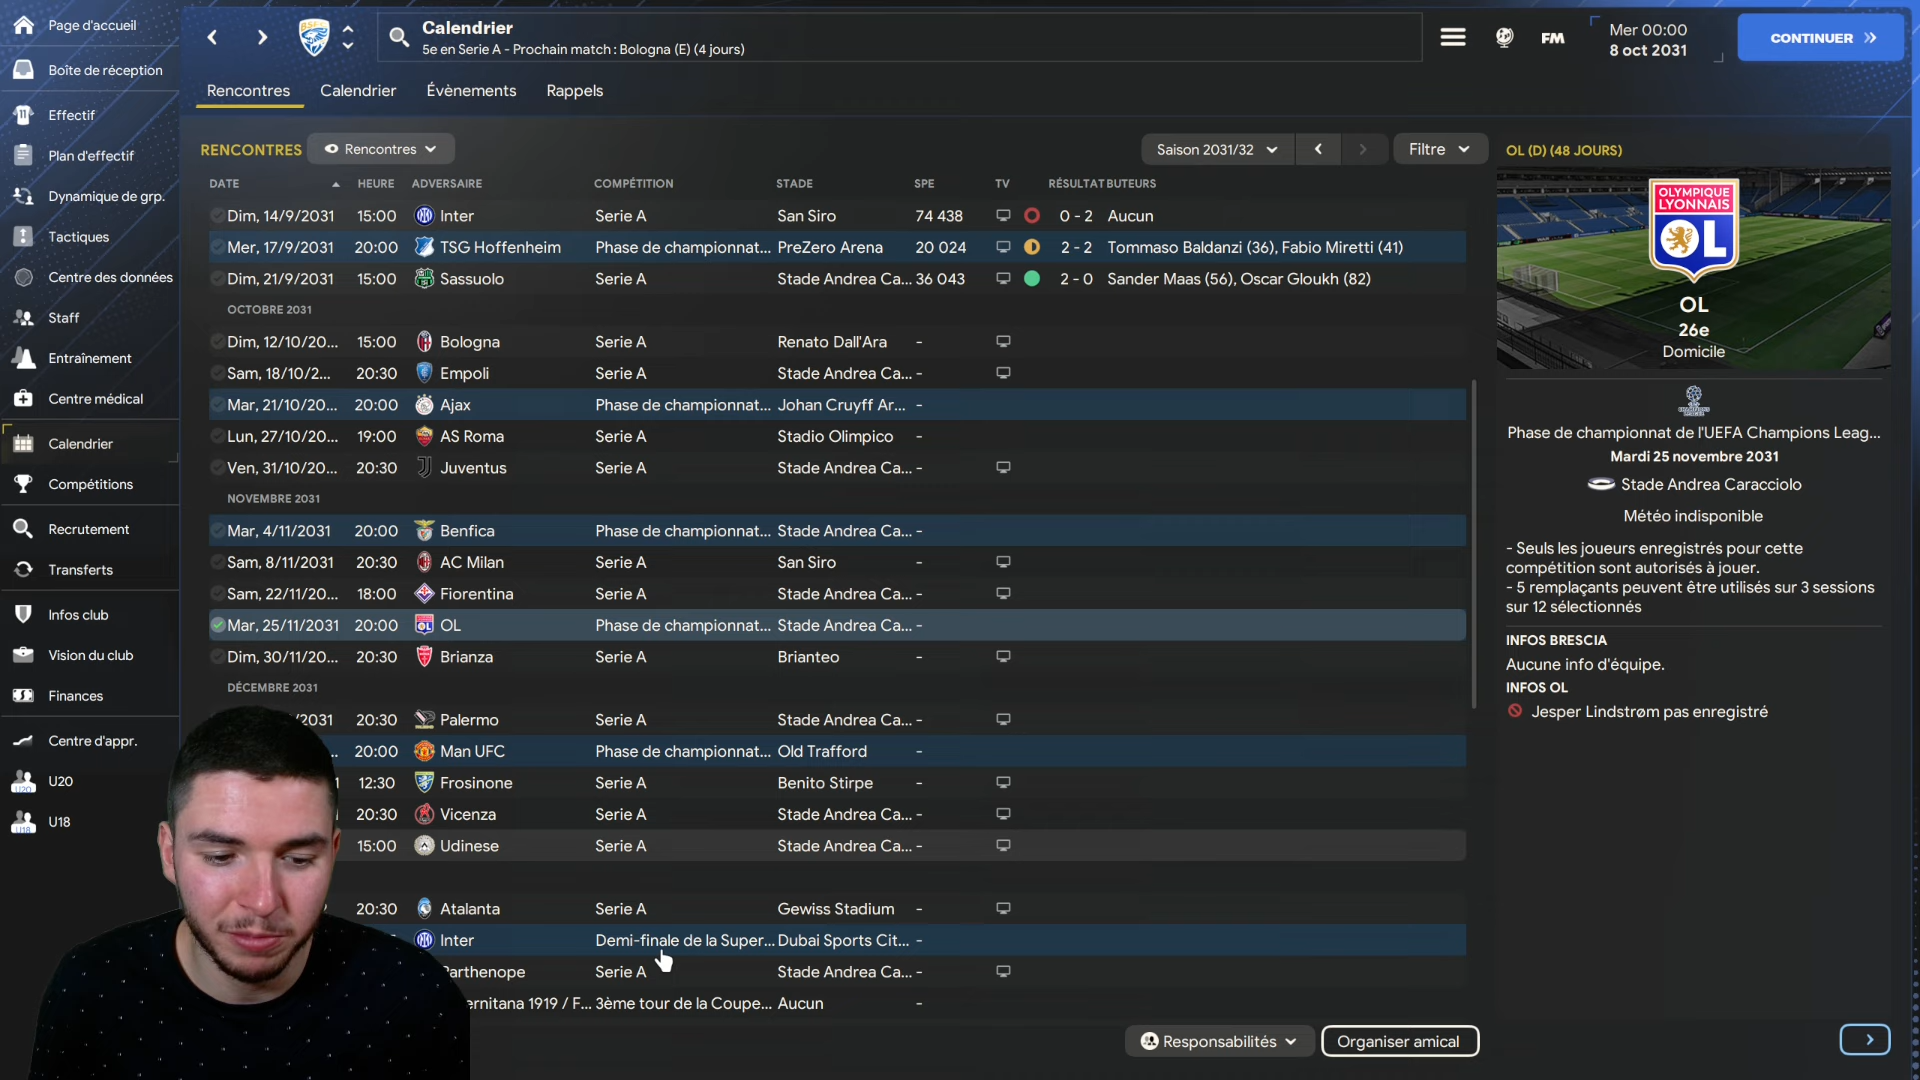 Page d'accueil
Boîte de réception
Effectif
Plan d'effectif
Dynamique de grp.
Tactiques
Centre des données
Staff
Entraînement
Centre médical
Calendrier
Compétitions
Recrutement
Transferts
Infos club
Vision du club
Finances
Centre d'appr.
U20
U18
Calendrier
5e en Serie A - Prochain match : Bologna (E) (4 jours)
FM
Mer 00:00
8 oct 2031
CONTINUER
Rencontres Calendrier Évènements Rappels
RENCONTRES Rencontres Saison 2031/32 Filtre
DATE HEURE ADVERSAIRE COMPÉTITION STADE SPE TV RÉSULTAT BUTEURS
Dim, 14/9/2031 15:00 Inter Serie A San Siro 74 438 0 - 2 Aucun
Mer, 17/9/2031 20:00 TSG Hoffenheim Phase de championnat... PreZero Arena 20 024 2 - 2 Tommaso Baldanzi (36), Fabio Miretti (41)
Dim, 21/9/2031 15:00 Sassuolo Serie A Stade Andrea Ca... 36 043 2 - 0 Sander Maas (56), Oscar Gloukh (82)
OCTOBRE 2031
Dim, 12/10/20... 15:00 Bologna Serie A Renato Dall'Ara -
Sam, 18/10/2... 20:30 Empoli Serie A Stade Andrea Ca... -
Mar, 21/10/20... 20:00 Ajax Phase de championnat... Johan Cruyff Ar... -
Lun, 27/10/20... 19:00 AS Roma Serie A Stadio Olimpico -
Ven, 31/10/20... 20:30 Juventus Serie A Stade Andrea Ca... -
NOVEMBRE 2031
Mar, 4/11/2031 20:00 Benfica Phase de championnat... Stade Andrea Ca... -
Sam, 8/11/2031 20:30 AC Milan Serie A San Siro -
Sam, 22/11/20... 18:00 Fiorentina Serie A Stade Andrea Ca... -
Mar, 25/11/2031 20:00 OL Phase de championnat... Stade Andrea Ca... -
Dim, 30/11/20... 20:30 Brianza Serie A Brianteo -
DÉCEMBRE 2031
/2031 20:30 Palermo Serie A Stade Andrea Ca... -
20:00 Man UFC Phase de championnat... Old Trafford -
12:30 Frosinone Serie A Benito Stirpe -
20:30 Vicenza Serie A Stade Andrea Ca... -
15:00 Udinese Serie A Stade Andrea Ca... -
20:30 Atalanta Serie A Gewiss Stadium -
Inter Demi-finale de la Super... Dubai Sports Cit... -
Parthenope Serie A Stade Andrea Ca... -
ernitana 1919 / F... 3ème tour de la Coupe... Aucun -
Responsabilités Organiser amical
OL (D) (48 JOURS)
OLYMPIQUE
LYONNAIS
OL
OL
26e
Domicile
Phase de championnat de l'UEFA Champions Leag...
Mardi 25 novembre 2031
Stade Andrea Caracciolo
Météo indisponible
- Seuls les joueurs enregistrés pour cette
compétition sont autorisés à jouer.
- 5 remplaçants peuvent être utilisés sur 3 sessions
sur 12 sélectionnés
INFOS BRESCIA
Aucune info d'équipe.
INFOS OL
Jesper Lindstrøm pas enregistré